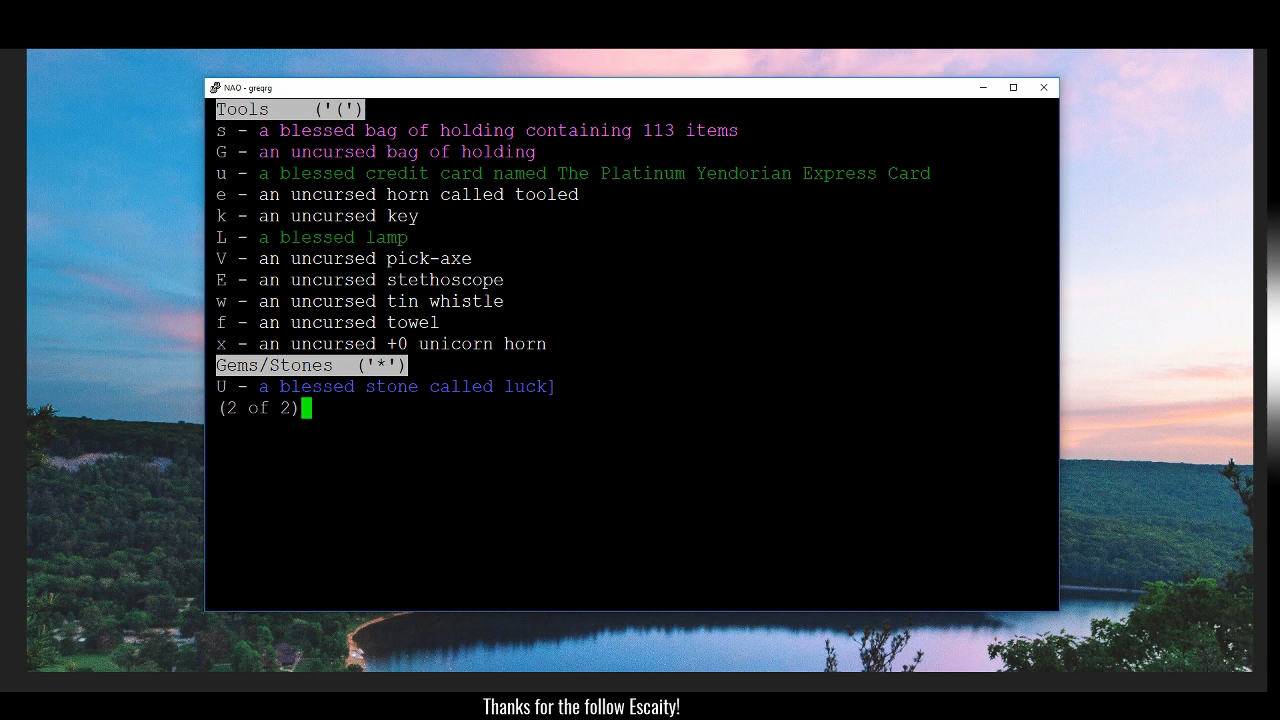 NAO - greqrg
Tools    ('(')
s - a blessed bag of holding containing 113 items
G - an uncursed bag of holding
u - a blessed credit card named The Platinum Yendorian Express Card
e - an uncursed horn called tooled
k - an uncursed key
L - a blessed lamp
V - an uncursed pick-axe
E - an uncursed stethoscope
w - an uncursed tin whistle
f - an uncursed towel
x - an uncursed +0 unicorn horn
Gems/Stones  ('*')
U - a blessed stone called luck]
(2 of 2)
Thanks for the follow Escaity!